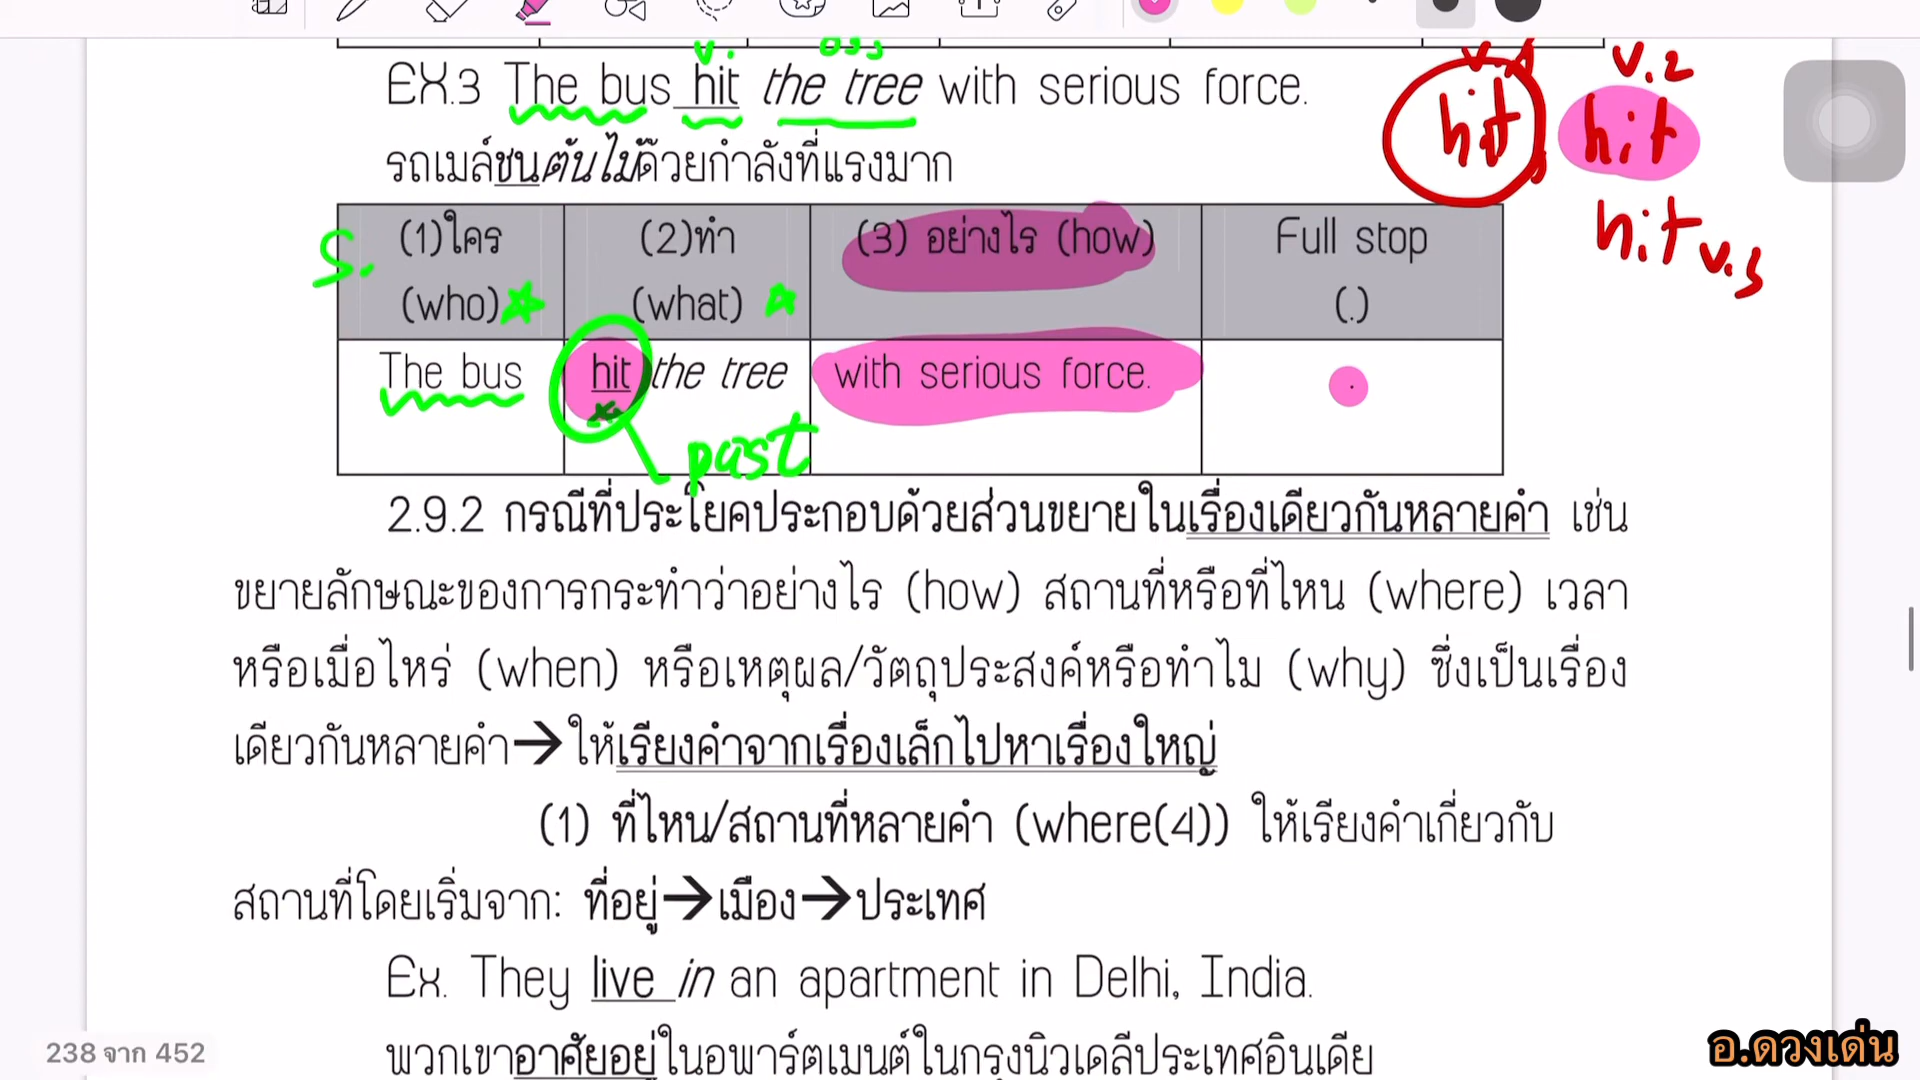 v. obj
EX.3 The bus hit the tree with serious force.
v.1 v.2
hit hit
hit v.3
รถเมล์ชนต้นไม้ด้วยกำลังที่แรงมาก
S.
(1)ใคร (2)ทำ (3) อย่างไร (how) Full stop
(who) (what) (.)
The bus hit the tree with serious force. .
past
2.9.2 กรณีที่ประโยคประกอบด้วยส่วนขยายในเรื่องเดียวกันหลายคำ เช่น
ขยายลักษณะของการกระทำว่าอย่างไร (how) สถานที่หรือที่ไหน (where) เวลา
หรือเมื่อไหร่ (when) หรือเหตุผล/วัตถุประสงค์หรือทำไม (why) ซึ่งเป็นเรื่อง
เดียวกันหลายคำ→ให้เรียงคำจากเรื่องเล็กไปหาเรื่องใหญ่
(1) ที่ไหน/สถานที่หลายคำ (where(4)) ให้เรียงคำเกี่ยวกับ
สถานที่โดยเริ่มจาก: ที่อยู่→เมือง→ประเทศ
Ex. They live in an apartment in Delhi, India.
พวกเขาอาศัยอยู่ในอพาร์ตเมนต์ในกรุงนิวเดลีประเทศอินเดีย
238 จาก 452
อ.ดวงเด่น